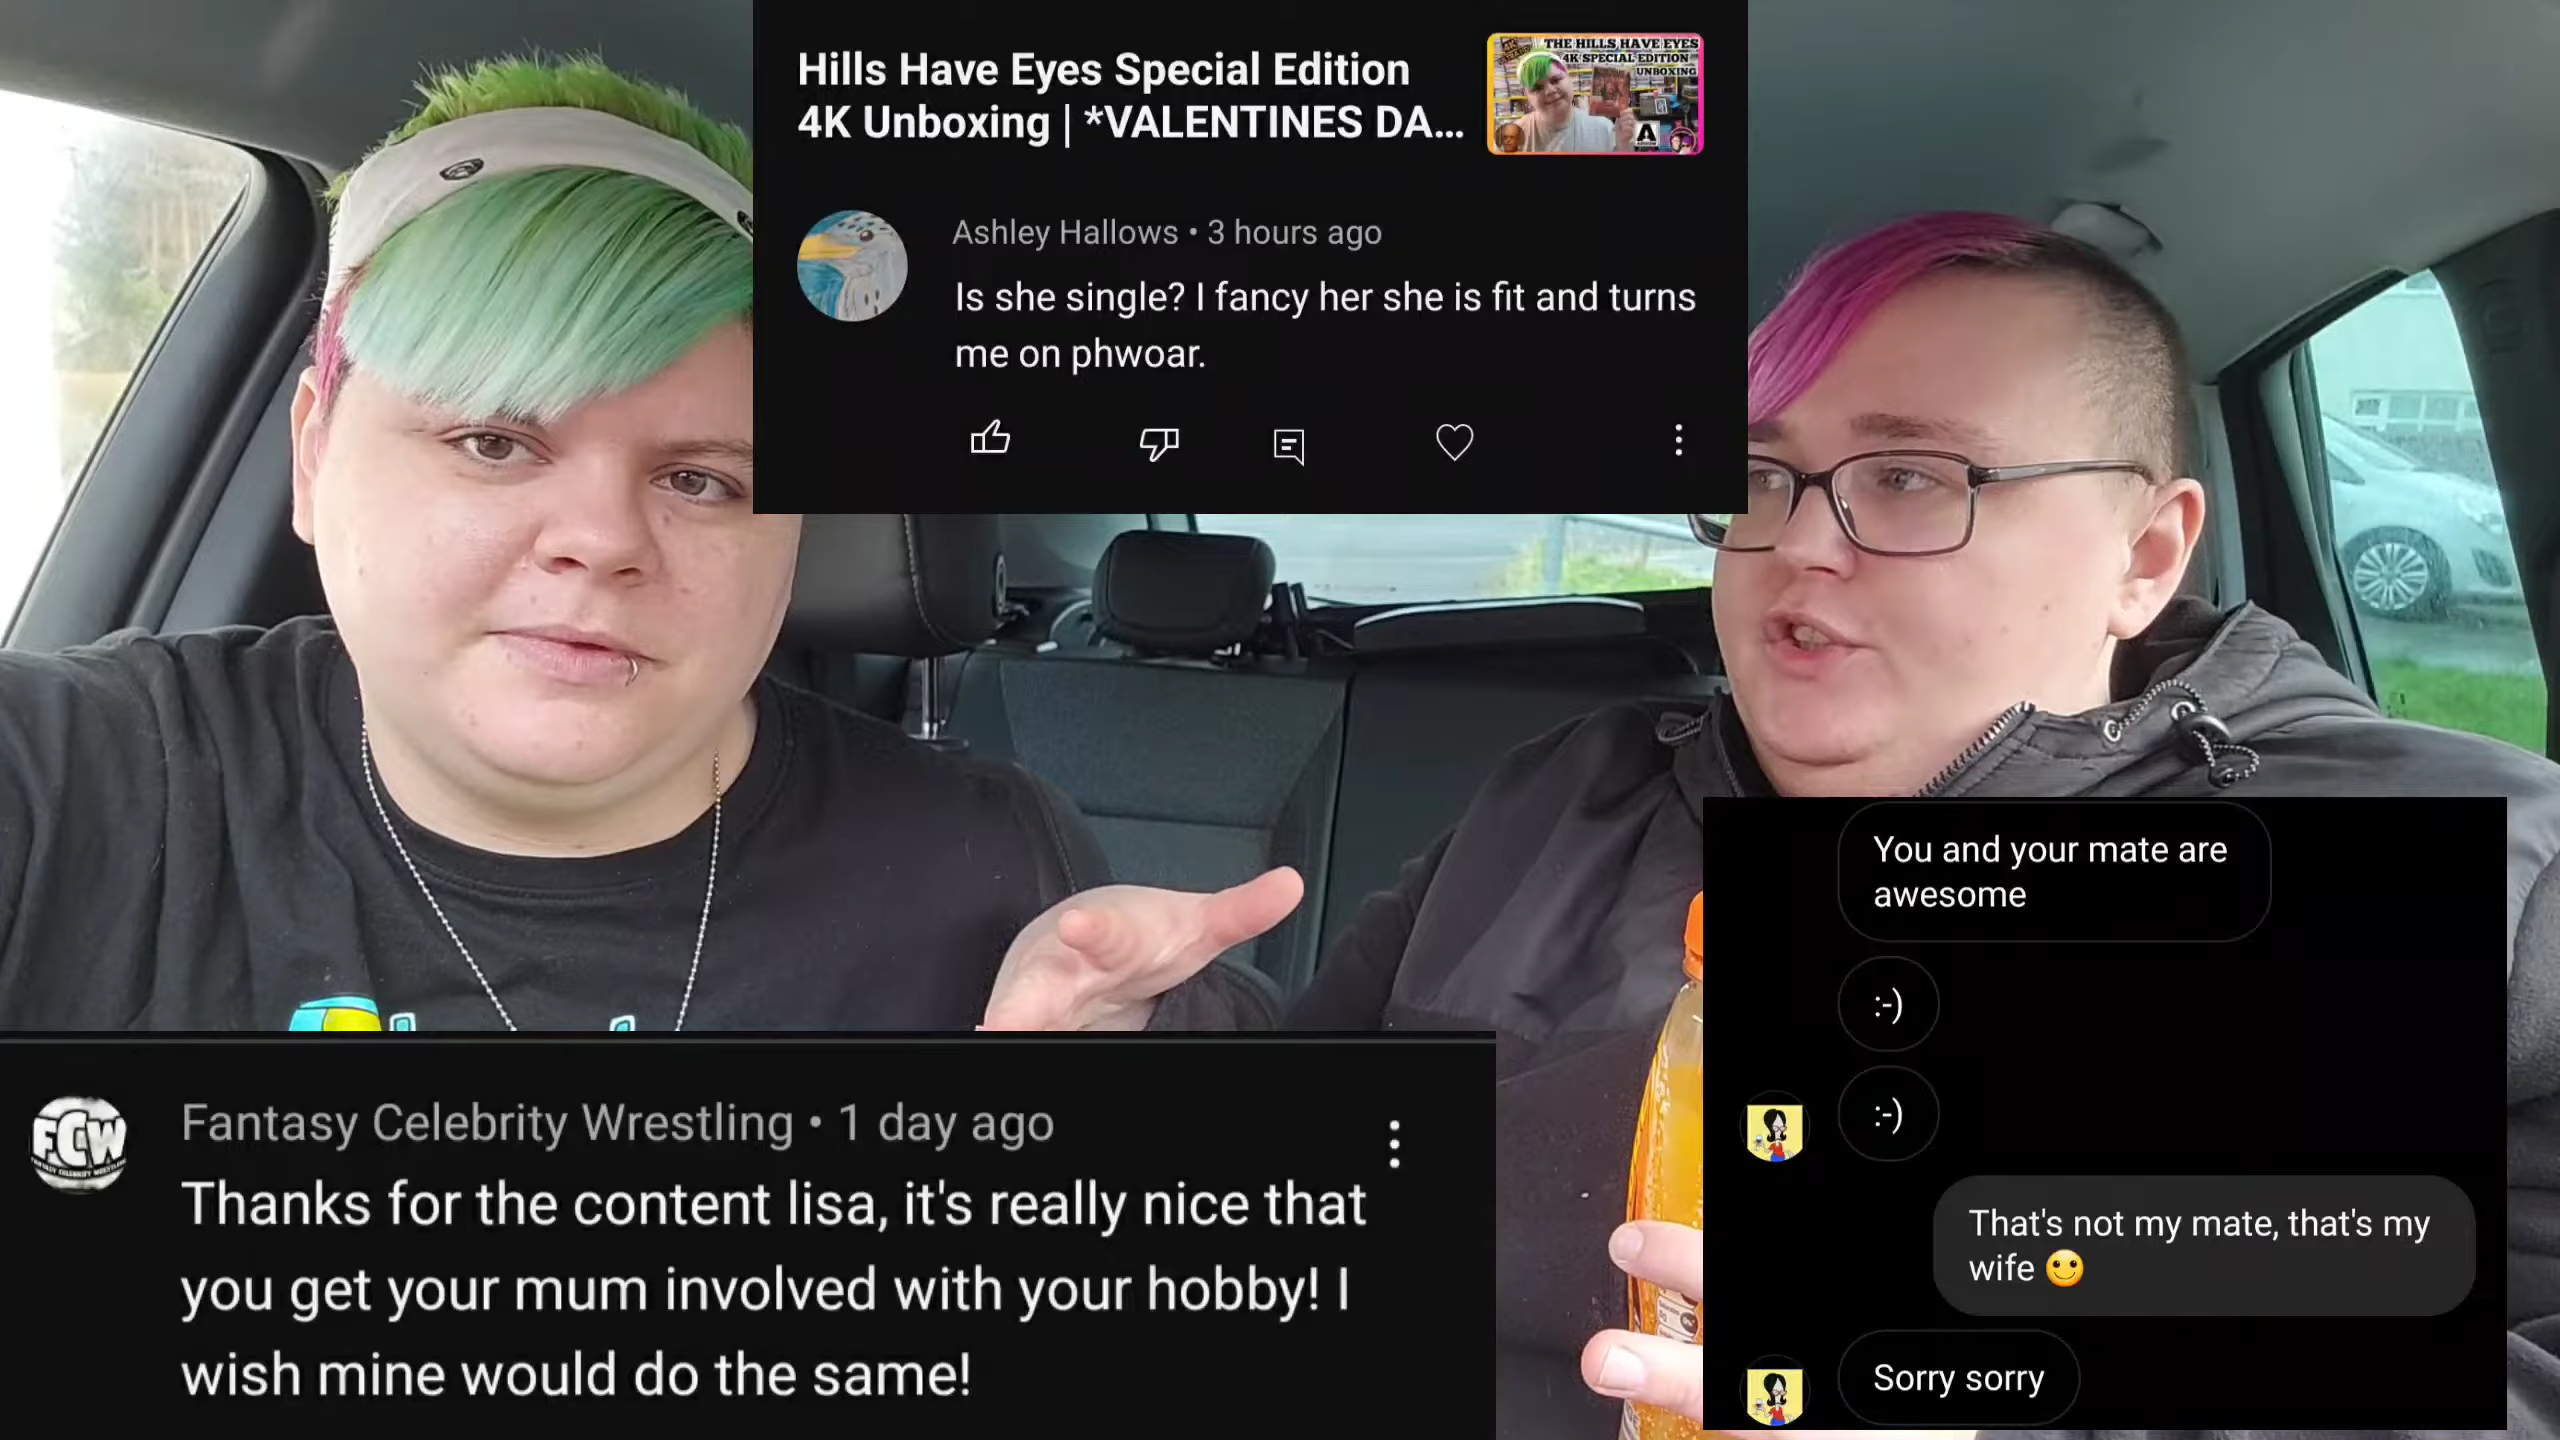 Hills Have Eyes Special Edition
4K Unboxing | *VALENTINES DA...
THE HILLS HAVE EYES
4K SPECIAL EDITION
UNBOXING
Ashley Hallows • 3 hours ago
Is she single? I fancy her she is fit and turns
me on phwoar.
You and your mate are
awesome
:-)
:-)
That's not my mate, that's my
wife 🙂
Sorry sorry
FCW
Fantasy Celebrity Wrestling • 1 day ago
Thanks for the content lisa, it's really nice that
you get your mum involved with your hobby! I
wish mine would do the same!